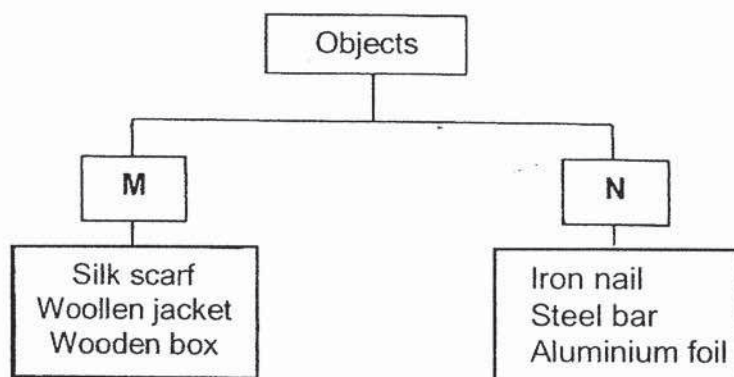 Objects
M
N
Silk scarf
Woollen jacket
Wooden box
Iron nail
Steel bar
Aluminium foil